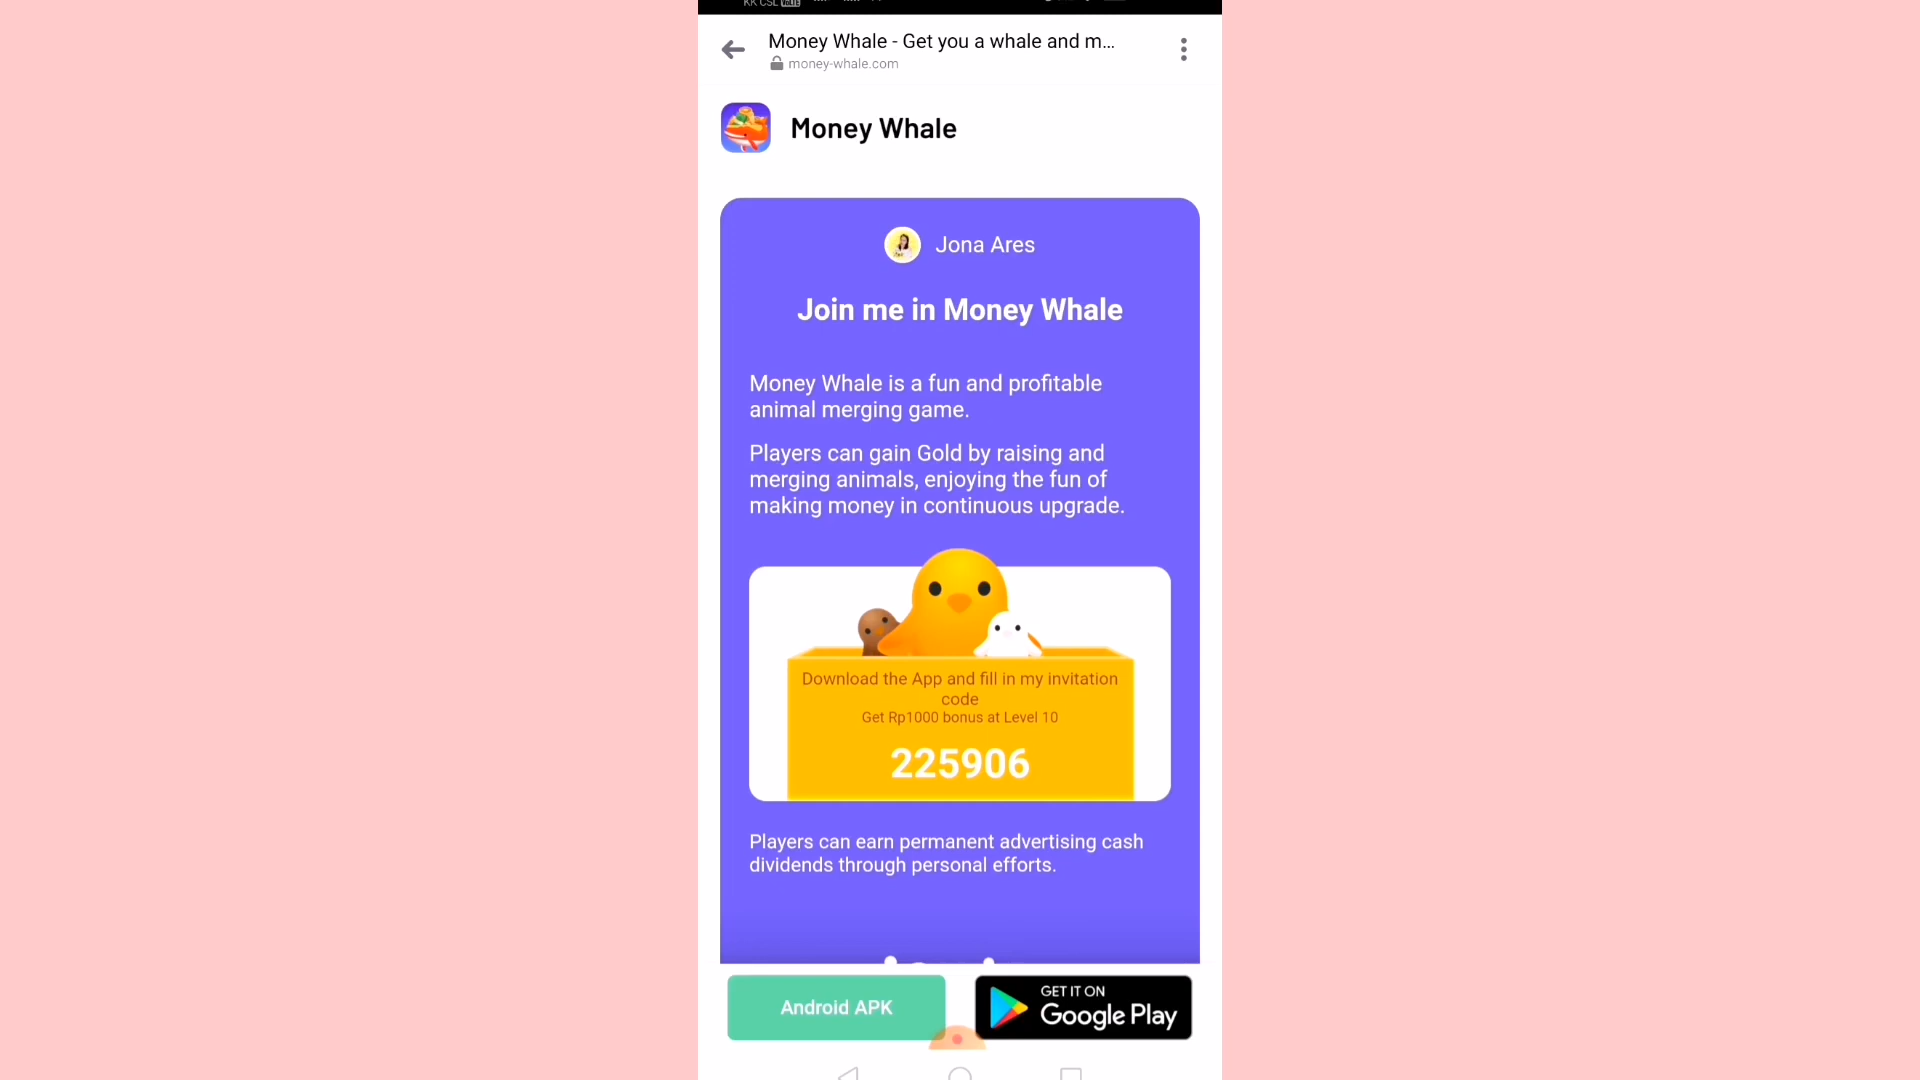 Money Whale - Get you a whale and m...
money-whale.com
Money Whale
Jona Ares
Join me in Money Whale
Money Whale is a fun and profitable
animal merging game.
Players can gain Gold by raising and
merging animals, enjoying the fun of
making money in continuous upgrade.
Download the App and fill in my invitation
code
Get Rp1000 bonus at Level 10
225906
Players can earn permanent advertising cash
dividends through personal efforts.
Android APK
GET IT ON
Google Play